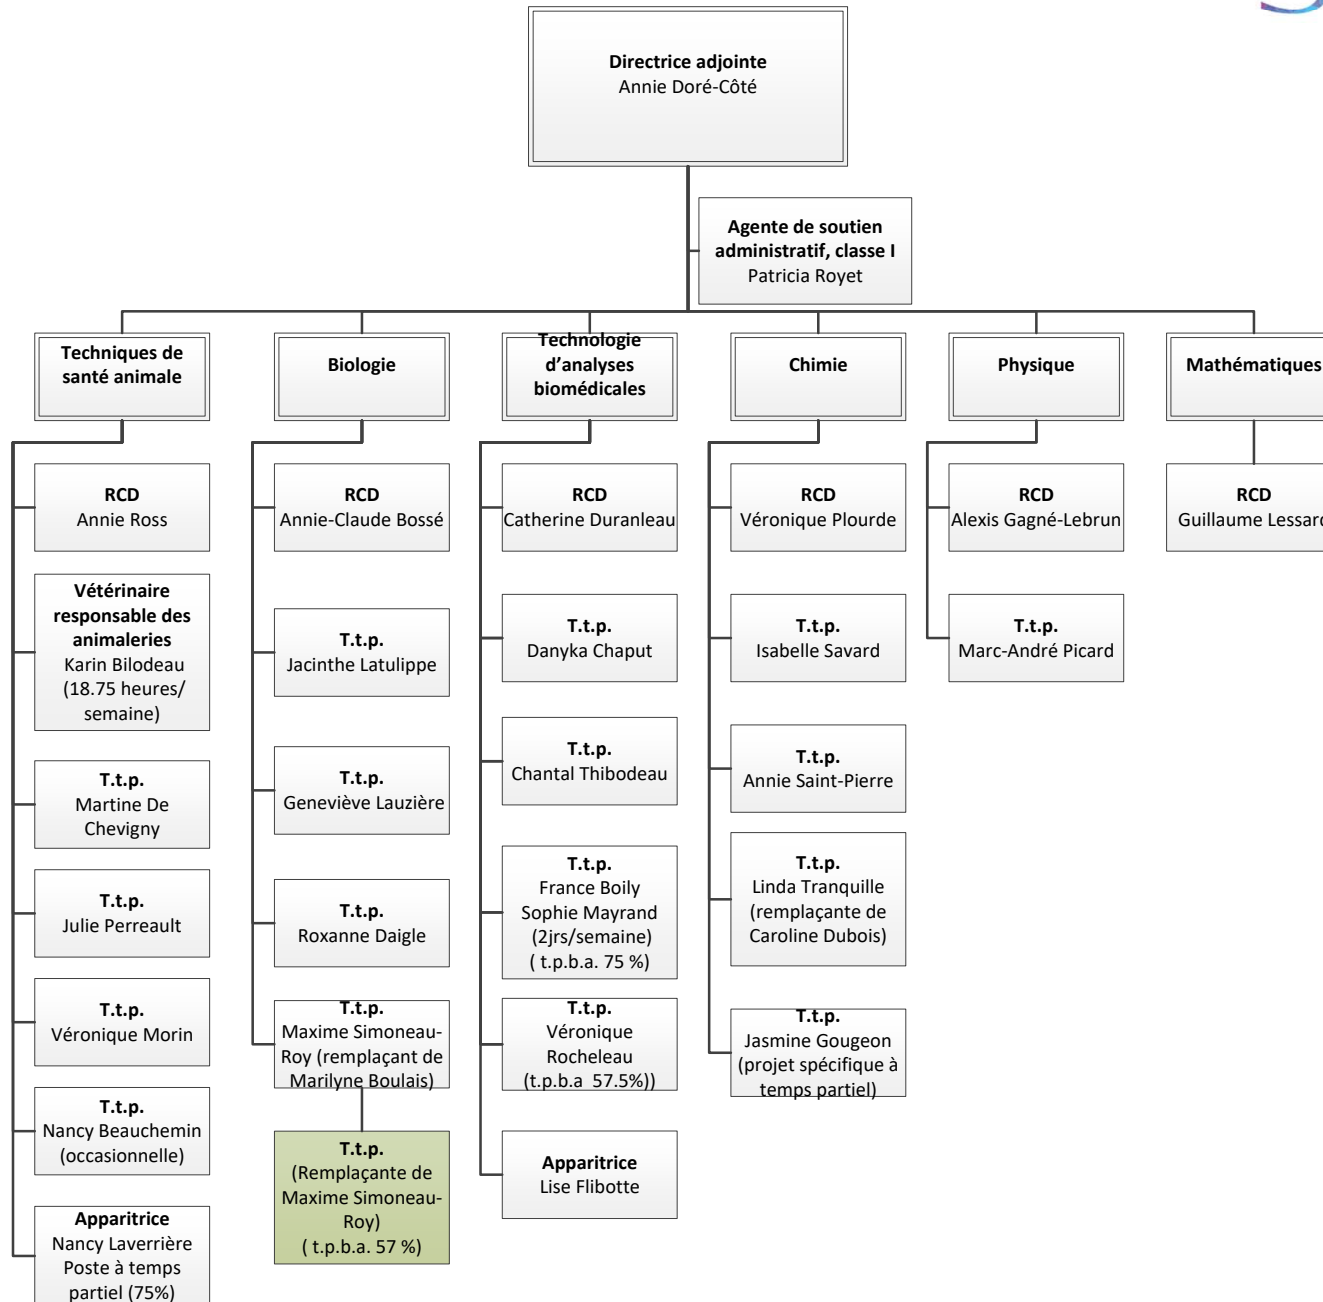 Directrice adjointe
Annie Doré-Côté
Agente de soutien
administratif, classe I
Patricia Royet
Techniques de
santé animale
Biologie
Technologie
d'analyses
biomédicales
Chimie
Physique
Mathématiques
RCD
Annie Ross
Vétérinaire
responsable des
animaleries
Karin Bilodeau
(18.75 heures/
semaine)
T.t.p.
Martine De
Chevigny
T.t.p.
Julie Perreault
T.t.p.
Véronique Morin
T.t.p.
Nancy Beauchemin
(occasionnelle)
Apparitrice
Nancy Laverrière
Poste à temps
partiel (75%)
RCD
Annie-Claude Bossé
T.t.p.
Jacinthe Latulippe
T.t.p.
Geneviève Lauzière
T.t.p.
Roxanne Daigle
T.t.p.
Maxime Simoneau-
Roy (remplaçant de
Marilyne Boulais)
T.t.p.
(Remplaçante de
Maxime Simoneau-
Roy)
( t.p.b.a. 57 %)
RCD
Catherine Duranleau
T.t.p.
Danyka Chaput
T.t.p.
Chantal Thibodeau
T.t.p.
France Boily
Sophie Mayrand
(2jrs/semaine)
( t.p.b.a. 75 %)
T.t.p.
Véronique
Rocheleau
(t.p.b.a 57.5%))
Apparitrice
Lise Flibotte
RCD
Véronique Plourde
T.t.p.
Isabelle Savard
T.t.p.
Annie Saint-Pierre
T.t.p.
Linda Tranquille
(remplaçante de
Caroline Dubois)
T.t.p.
Jasmine Gougeon
(projet spécifique à
temps partiel)
RCD
Alexis Gagné-Lebrun
T.t.p.
Marc-André Picard
RCD
Guillaume Lessard